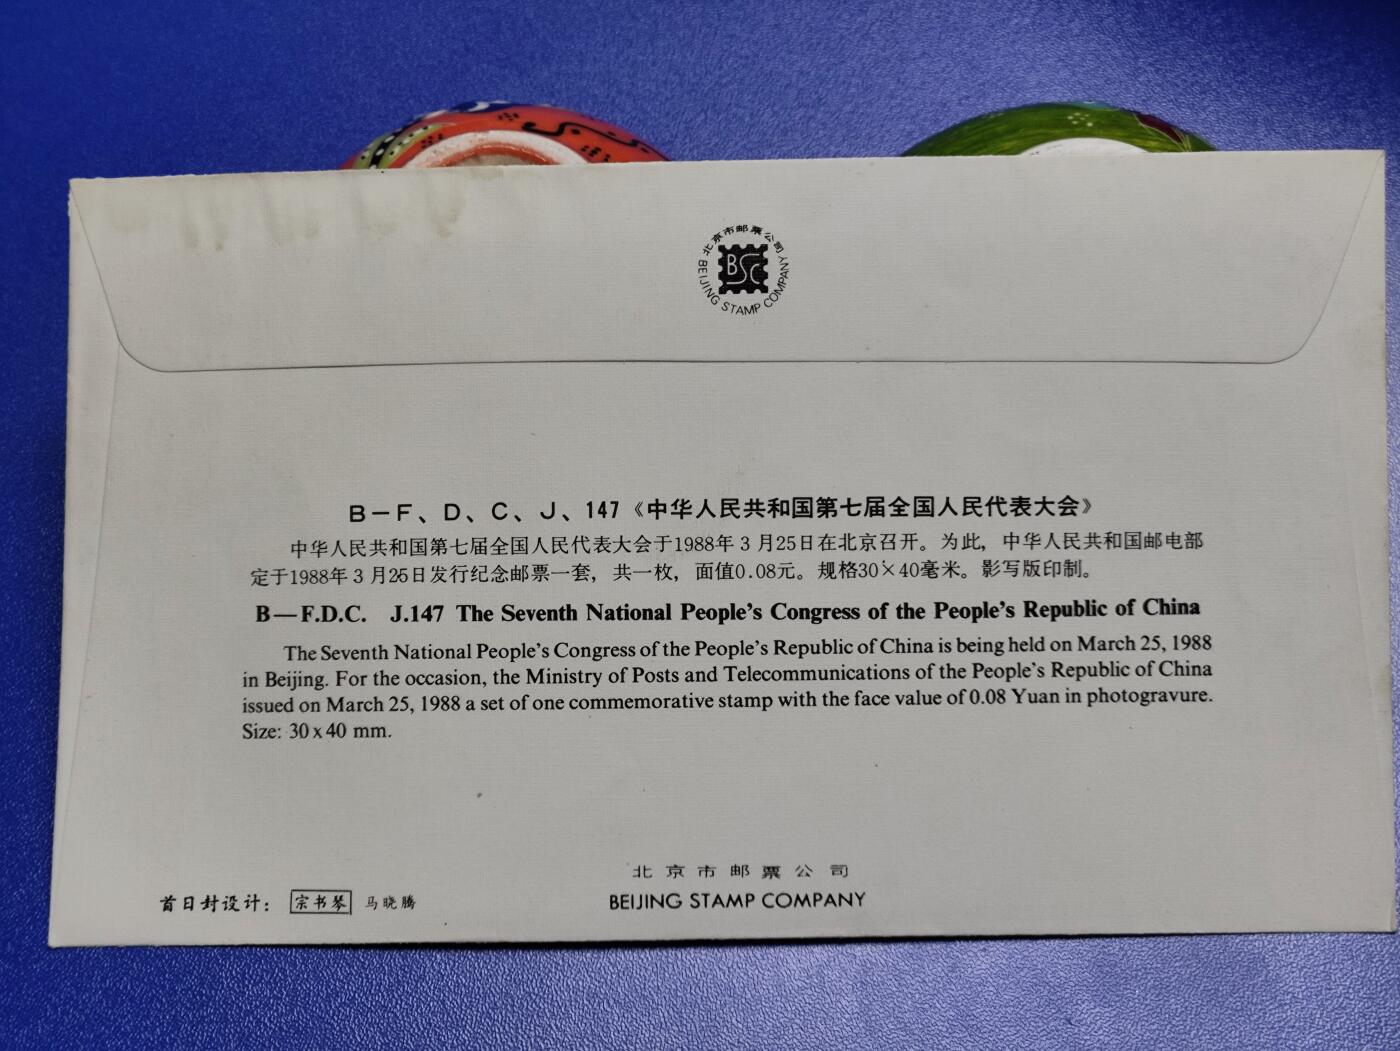 北京市邮票公司
BSC
BEIJING STAMP COMPANY
B－F、D、C、J、147《中华人民共和国第七届全国人民代表大会》
中华人民共和国第七届全国人民代表大会于1988年3月25日在北京召开。为此，中华人民共和国邮电部
定于1988年3月25日发行纪念邮票一套，共一枚，面值0.08元。规格30×40毫米。影写版印制。
B—F.D.C. J.147 The Seventh National People's Congress of the People's Republic of China
The Seventh National People's Congress of the People's Republic of China is being held on March 25, 1988
in Beijing. For the occasion, the Ministry of Posts and Telecommunications of the People's Republic of China
issued on March 25, 1988 a set of one commemorative stamp with the face value of 0.08 Yuan in photogravure.
Size: 30x40 mm.
北京市邮票公司
首日封设计：宗书琴 马晓腾
BEIJING STAMP COMPANY